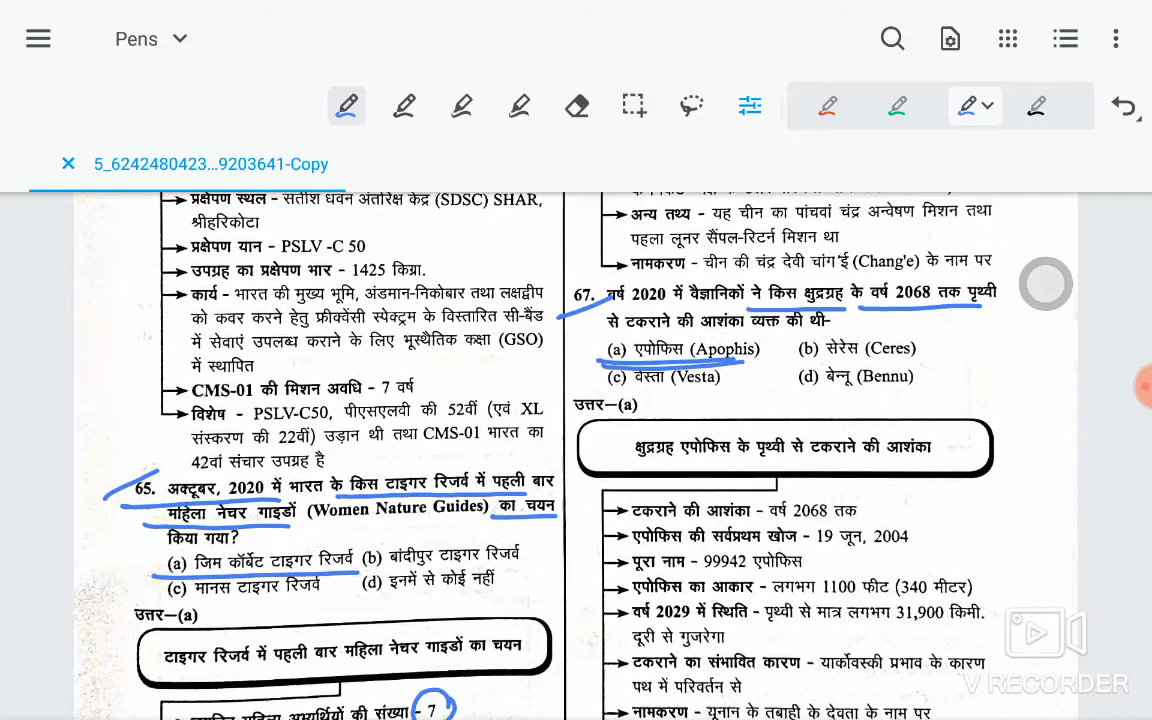 Pens
5_6242480423...9203641-Copy
प्रक्षेपण स्थल - सतीश धवन अंतरिक्ष केंद्र (SDSC) SHAR,
श्रीहरिकोटा
प्रक्षेपण यान - PSLV -C 50
उपग्रह का प्रक्षेपण भार - 1425 किग्रा.
कार्य - भारत की मुख्य भूमि, अंडमान-निकोबार तथा लक्षद्वीप
को कवर करने हेतु फ्रीक्वेंसी स्पेक्ट्रम के विस्तारित सी-बैंड
में सेवाएं उपलब्ध कराने के लिए भूस्थैतिक कक्षा (GSO)
में स्थापित
CMS-01 की मिशन अवधि - 7 वर्ष
विशेष - PSLV-C50, पीएसएलवी की 52वीं (एवं XL
संस्करण की 22वीं) उड़ान थी तथा CMS-01 भारत का
42वां संचार उपग्रह है
65. अक्टूबर, 2020 में भारत के किस टाइगर रिजर्व में पहली बार
महिला नेचर गाइडों (Women Nature Guides) का चयन
किया गया?
(a) जिम कॉर्बेट टाइगर रिजर्व (b) बांदीपुर टाइगर रिजर्व
(c) मानस टाइगर रिजर्व (d) इनमें से कोई नहीं
उत्तर–(a)
टाइगर रिजर्व में पहली बार महिला नेचर गाइडों का चयन
महिला अभ्यर्थियों की संख्या - 7
अन्य तथ्य - यह चीन का पांचवां चंद्र अन्वेषण मिशन तथा
पहला लूनर सैंपल-रिटर्न मिशन था
नामकरण - चीन की चंद्र देवी चांग'ई (Chang'e) के नाम पर
67. वर्ष 2020 में वैज्ञानिकों ने किस क्षुद्रग्रह के वर्ष 2068 तक पृथ्वी
से टकराने की आशंका व्यक्त की थी-
(a) एपोफिस (Apophis) (b) सेरेस (Ceres)
(c) वेस्ता (Vesta) (d) बेन्नू (Bennu)
उत्तर–(a)
क्षुद्रग्रह एपोफिस के पृथ्वी से टकराने की आशंका
टकराने की आशंका - वर्ष 2068 तक
एपोफिस की सर्वप्रथम खोज - 19 जून, 2004
पूरा नाम - 99942 एपोफिस
एपोफिस का आकार - लगभग 1100 फीट (340 मीटर)
वर्ष 2029 में स्थिति - पृथ्वी से मात्र लगभग 31,900 किमी.
दूरी से गुजरेगा
टकराने का संभावित कारण - यार्कोवस्की प्रभाव के कारण
पथ में परिवर्तन से
नामकरण - यूनान के तबाही के देवता के नाम पर
V RECORDER